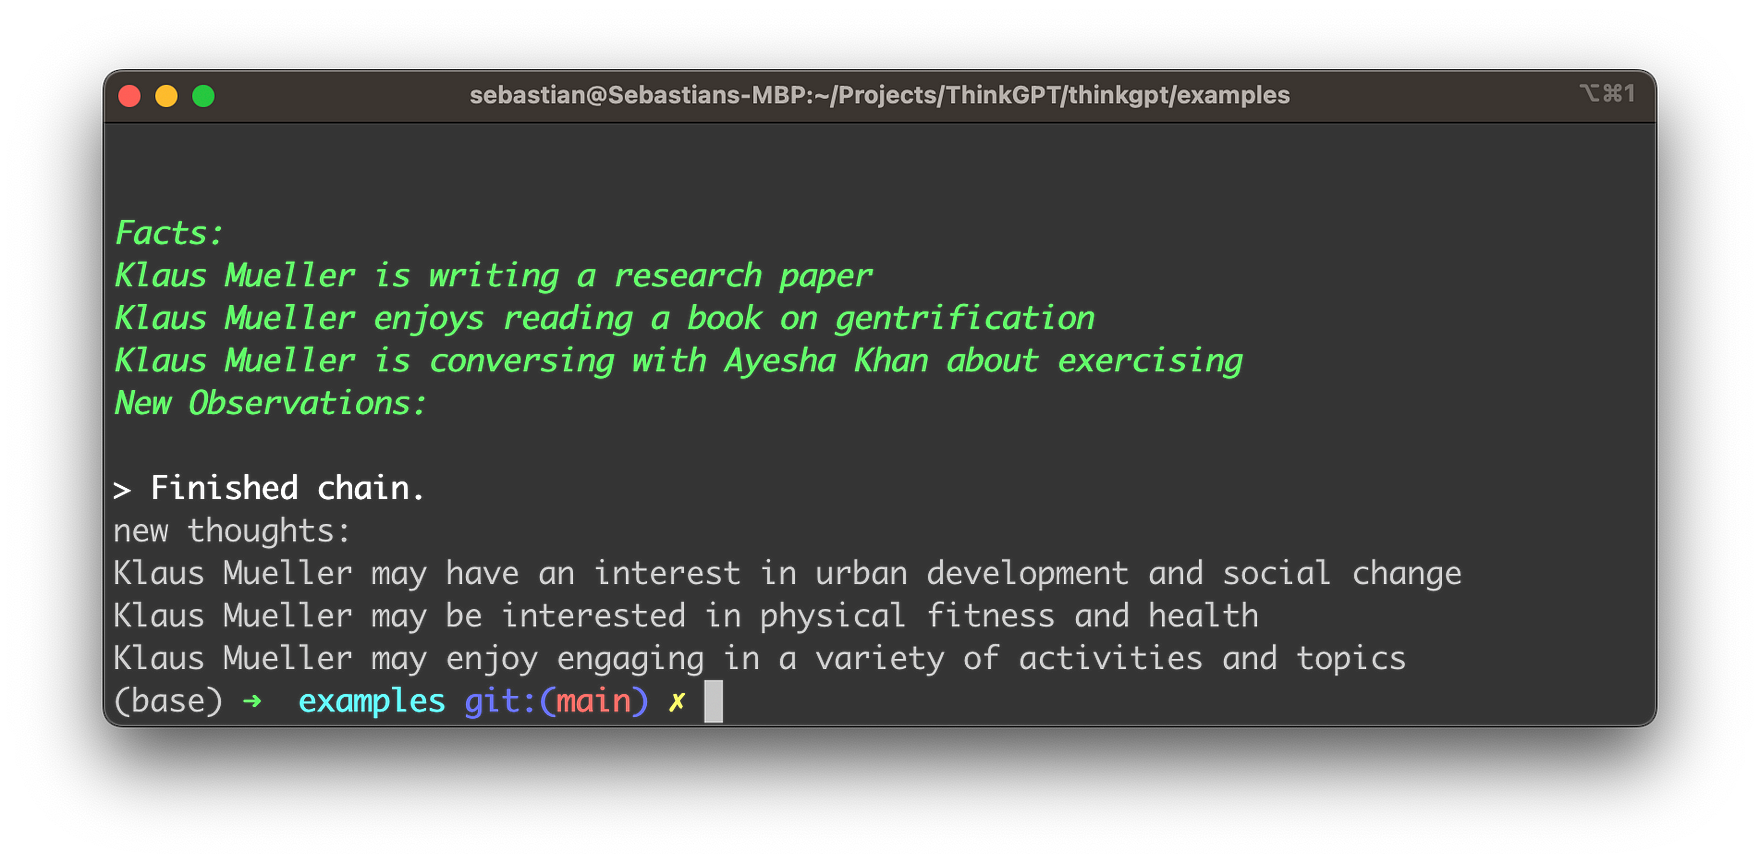 sebastian@Sebastians-MBP:~/Projects/ThinkGPT/thinkgpt/examples ⌥⌘1
Facts:
Klaus Mueller is writing a research paper
Klaus Mueller enjoys reading a book on gentrification
Klaus Mueller is conversing with Ayesha Khan about exercising
New Observations:
> Finished chain.
new thoughts:
Klaus Mueller may have an interest in urban development and social change
Klaus Mueller may be interested in physical fitness and health
Klaus Mueller may enjoy engaging in a variety of activities and topics
(base) ➜ examples git:(main) ✗